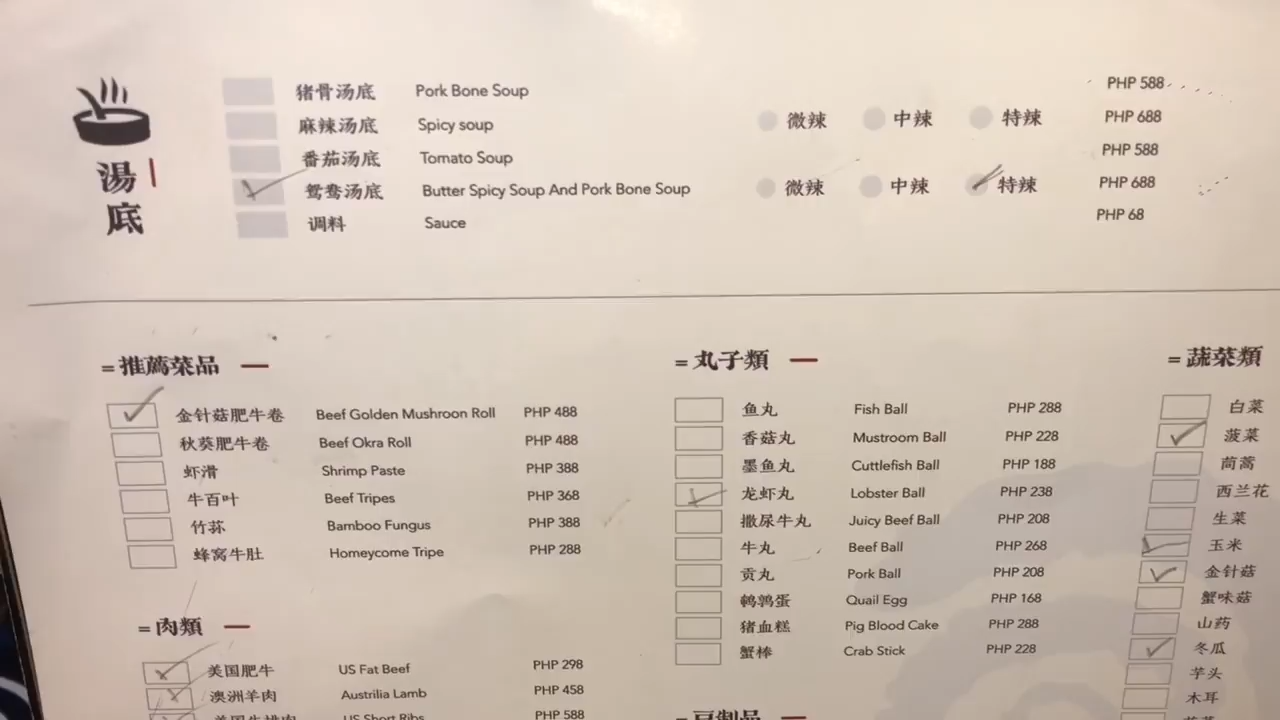 湯底
猪骨汤底 Pork Bone Soup PHP 588
麻辣汤底 Spicy soup 微辣 中辣 特辣 PHP 688
番茄汤底 Tomato Soup PHP 588
鸳鸯汤底 Butter Spicy Soup And Pork Bone Soup 微辣 中辣 特辣 PHP 688
调料 Sauce PHP 68
推薦菜品
金针菇肥牛卷 Beef Golden Mushroon Roll PHP 488
秋葵肥牛卷 Beef Okra Roll PHP 488
虾滑 Shrimp Paste PHP 388
牛百叶 Beef Tripes PHP 368
竹荪 Bamboo Fungus PHP 388
蜂窝牛肚 Homeycome Tripe PHP 288
肉類
美国肥牛 US Fat Beef PHP 298
澳洲羊肉 Austrilia Lamb PHP 458
US Short Ribs PHP 588
丸子類
鱼丸 Fish Ball PHP 288
香菇丸 Mustroom Ball PHP 228
墨鱼丸 Cuttlefish Ball PHP 188
龙虾丸 Lobster Ball PHP 238
撒尿牛丸 Juicy Beef Ball PHP 208
牛丸 Beef Ball PHP 268
贡丸 Pork Ball PHP 208
鹌鹑蛋 Quail Egg PHP 168
猪血糕 Pig Blood Cake PHP 288
蟹棒 Crab Stick PHP 228
豆制品
蔬菜類
白菜
菠菜
茼蒿
西兰花
生菜
玉米
金针菇
蟹味菇
山药
冬瓜
芋头
木耳